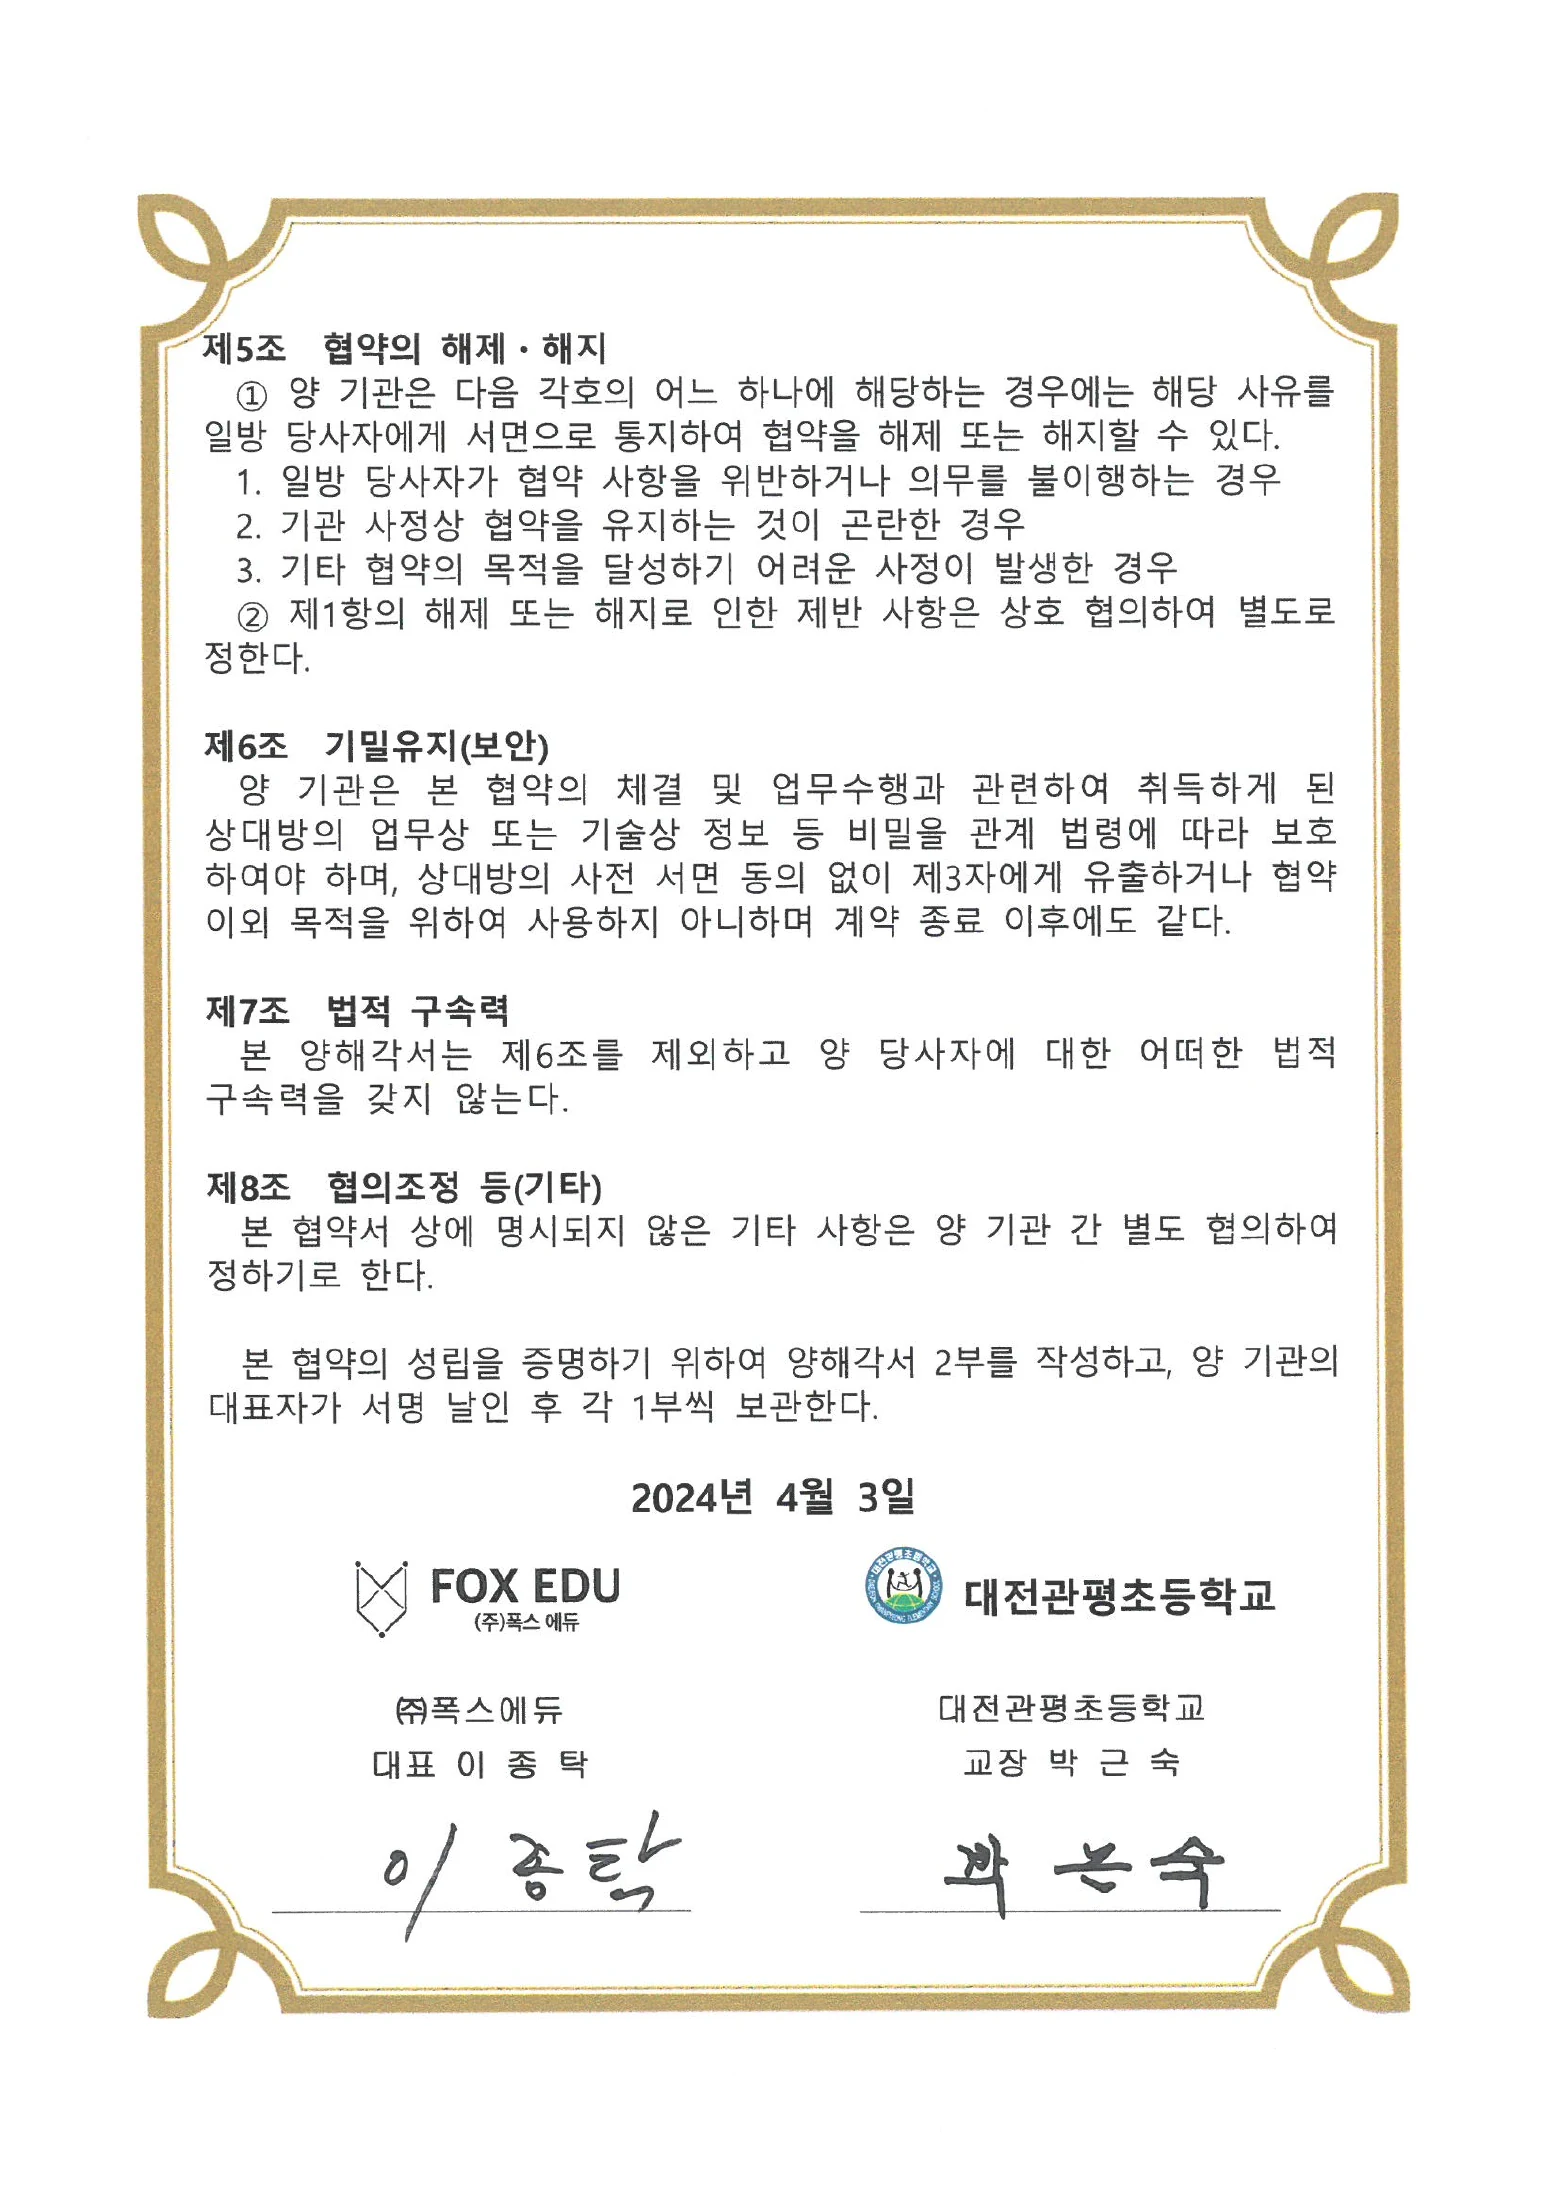 제5조 협약의 해제·해지
① 양 기관은 다음 각호의 어느 하나에 해당하는 경우에는 해당 사유를
일방 당사자에게 서면으로 통지하여 협약을 해제 또는 해지할 수 있다.
1. 일방 당사자가 협약 사항을 위반하거나 의무를 불이행하는 경우
2. 기관 사정상 협약을 유지하는 것이 곤란한 경우
3. 기타 협약의 목적을 달성하기 어려운 사정이 발생한 경우
② 제1항의 해제 또는 해지로 인한 제반 사항은 상호 협의하여 별도로
정한다.
제6조 기밀유지(보안)
양 기관은 본 협약의 체결 및 업무수행과 관련하여 취득하게 된
상대방의 업무상 또는 기술상 정보 등 비밀을 관계 법령에 따라 보호
하여야 하며, 상대방의 사전 서면 동의 없이 제3자에게 유출하거나 협약
이외 목적을 위하여 사용하지 아니하며 계약 종료 이후에도 같다.
제7조 법적 구속력
본 양해각서는 제6조를 제외하고 양 당사자에 대한 어떠한 법적
구속력을 갖지 않는다.
제8조 협의조정 등(기타)
본 협약서 상에 명시되지 않은 기타 사항은 양 기관 간 별도 협의하여
정하기로 한다.
본 협약의 성립을 증명하기 위하여 양해각서 2부를 작성하고, 양 기관의
대표자가 서명 날인 후 각 1부씩 보관한다.
2024년 4월 3일
FOX EDU
(주)폭스 에듀
대전관평초등학교
대전관평초등학교
㈜폭스에듀
대표 이 종 탁
이 종 탁
대전관평초등학교
교장 박 근 숙
박 근 숙